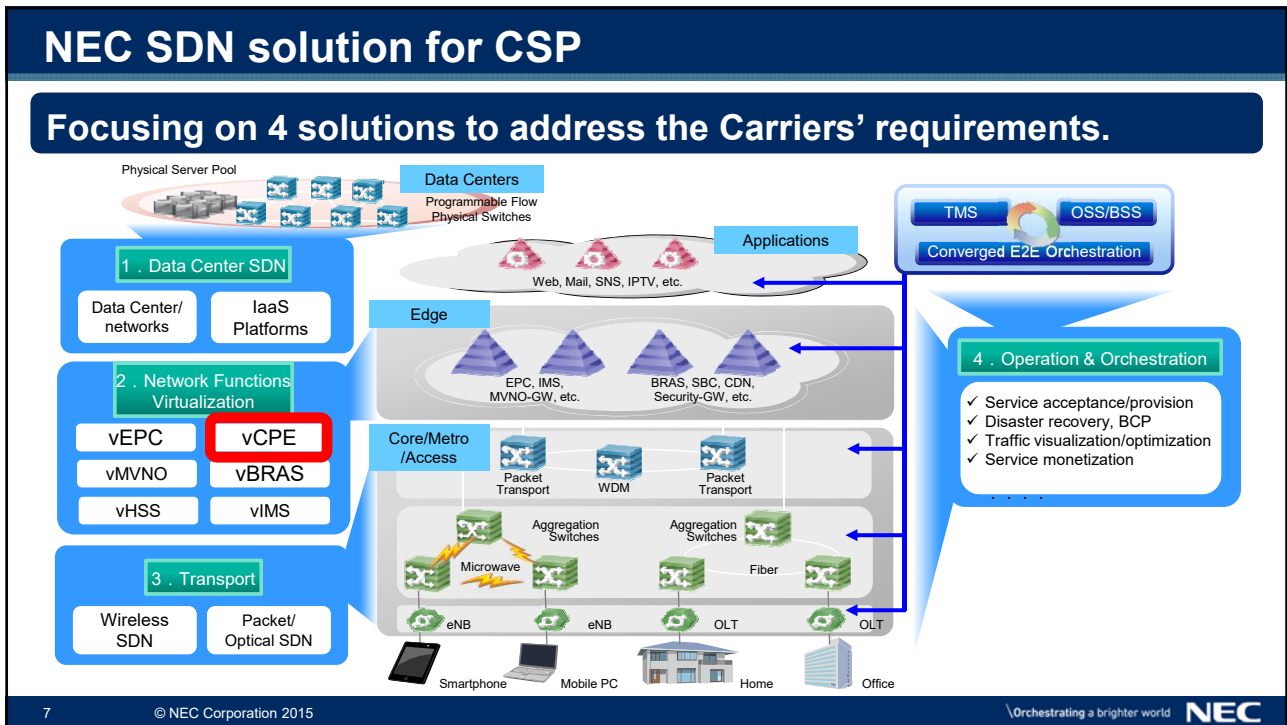 NEC SDN solution for CSP
Focusing on 4 solutions to address the Carriers' requirements.
Physical Server Pool
Data Centers
Programmable Flow
Physical Switches
TMS
OSS/BSS
Converged E2E Orchestration
Applications
Web, Mail, SNS, IPTV, etc.
1．Data Center SDN
Data Center/
networks
IaaS
Platforms
Edge
EPC, IMS,
MVNO-GW, etc.
BRAS, SBC, CDN,
Security-GW, etc.
2．Network Functions
Virtualization
vEPC
vCPE
vMVNO
vBRAS
vHSS
vIMS
Core/Metro
/Access
Packet
Transport
WDM
Packet
Transport
Aggregation
Switches
Aggregation
Switches
Microwave
Fiber
3．Transport
Wireless
SDN
Packet/
Optical SDN
eNB
eNB
OLT
OLT
Smartphone
Mobile PC
Home
Office
4．Operation & Orchestration
✓ Service acceptance/provision
✓ Disaster recovery, BCP
✓ Traffic visualization/optimization
✓ Service monetization
. . . .
7
© NEC Corporation 2015
\Orchestrating a brighter world
NEC